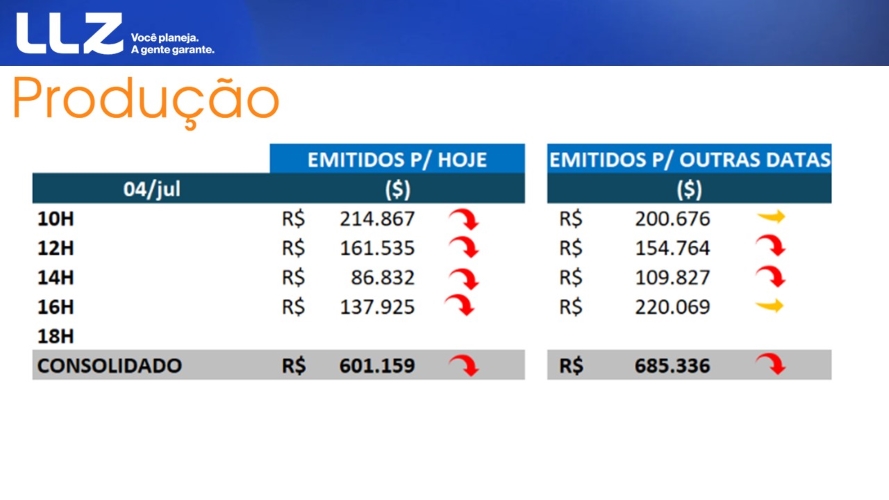 LLZ Você planeja.
A gente garante.
Produção
EMITIDOS P/ HOJE EMITIDOS P/ OUTRAS DATAS
04/jul ($) ($)
10H R$ 214.867 R$ 200.676
12H R$ 161.535 R$ 154.764
14H R$ 86.832 R$ 109.827
16H R$ 137.925 R$ 220.069
18H
CONSOLIDADO R$ 601.159 R$ 685.336